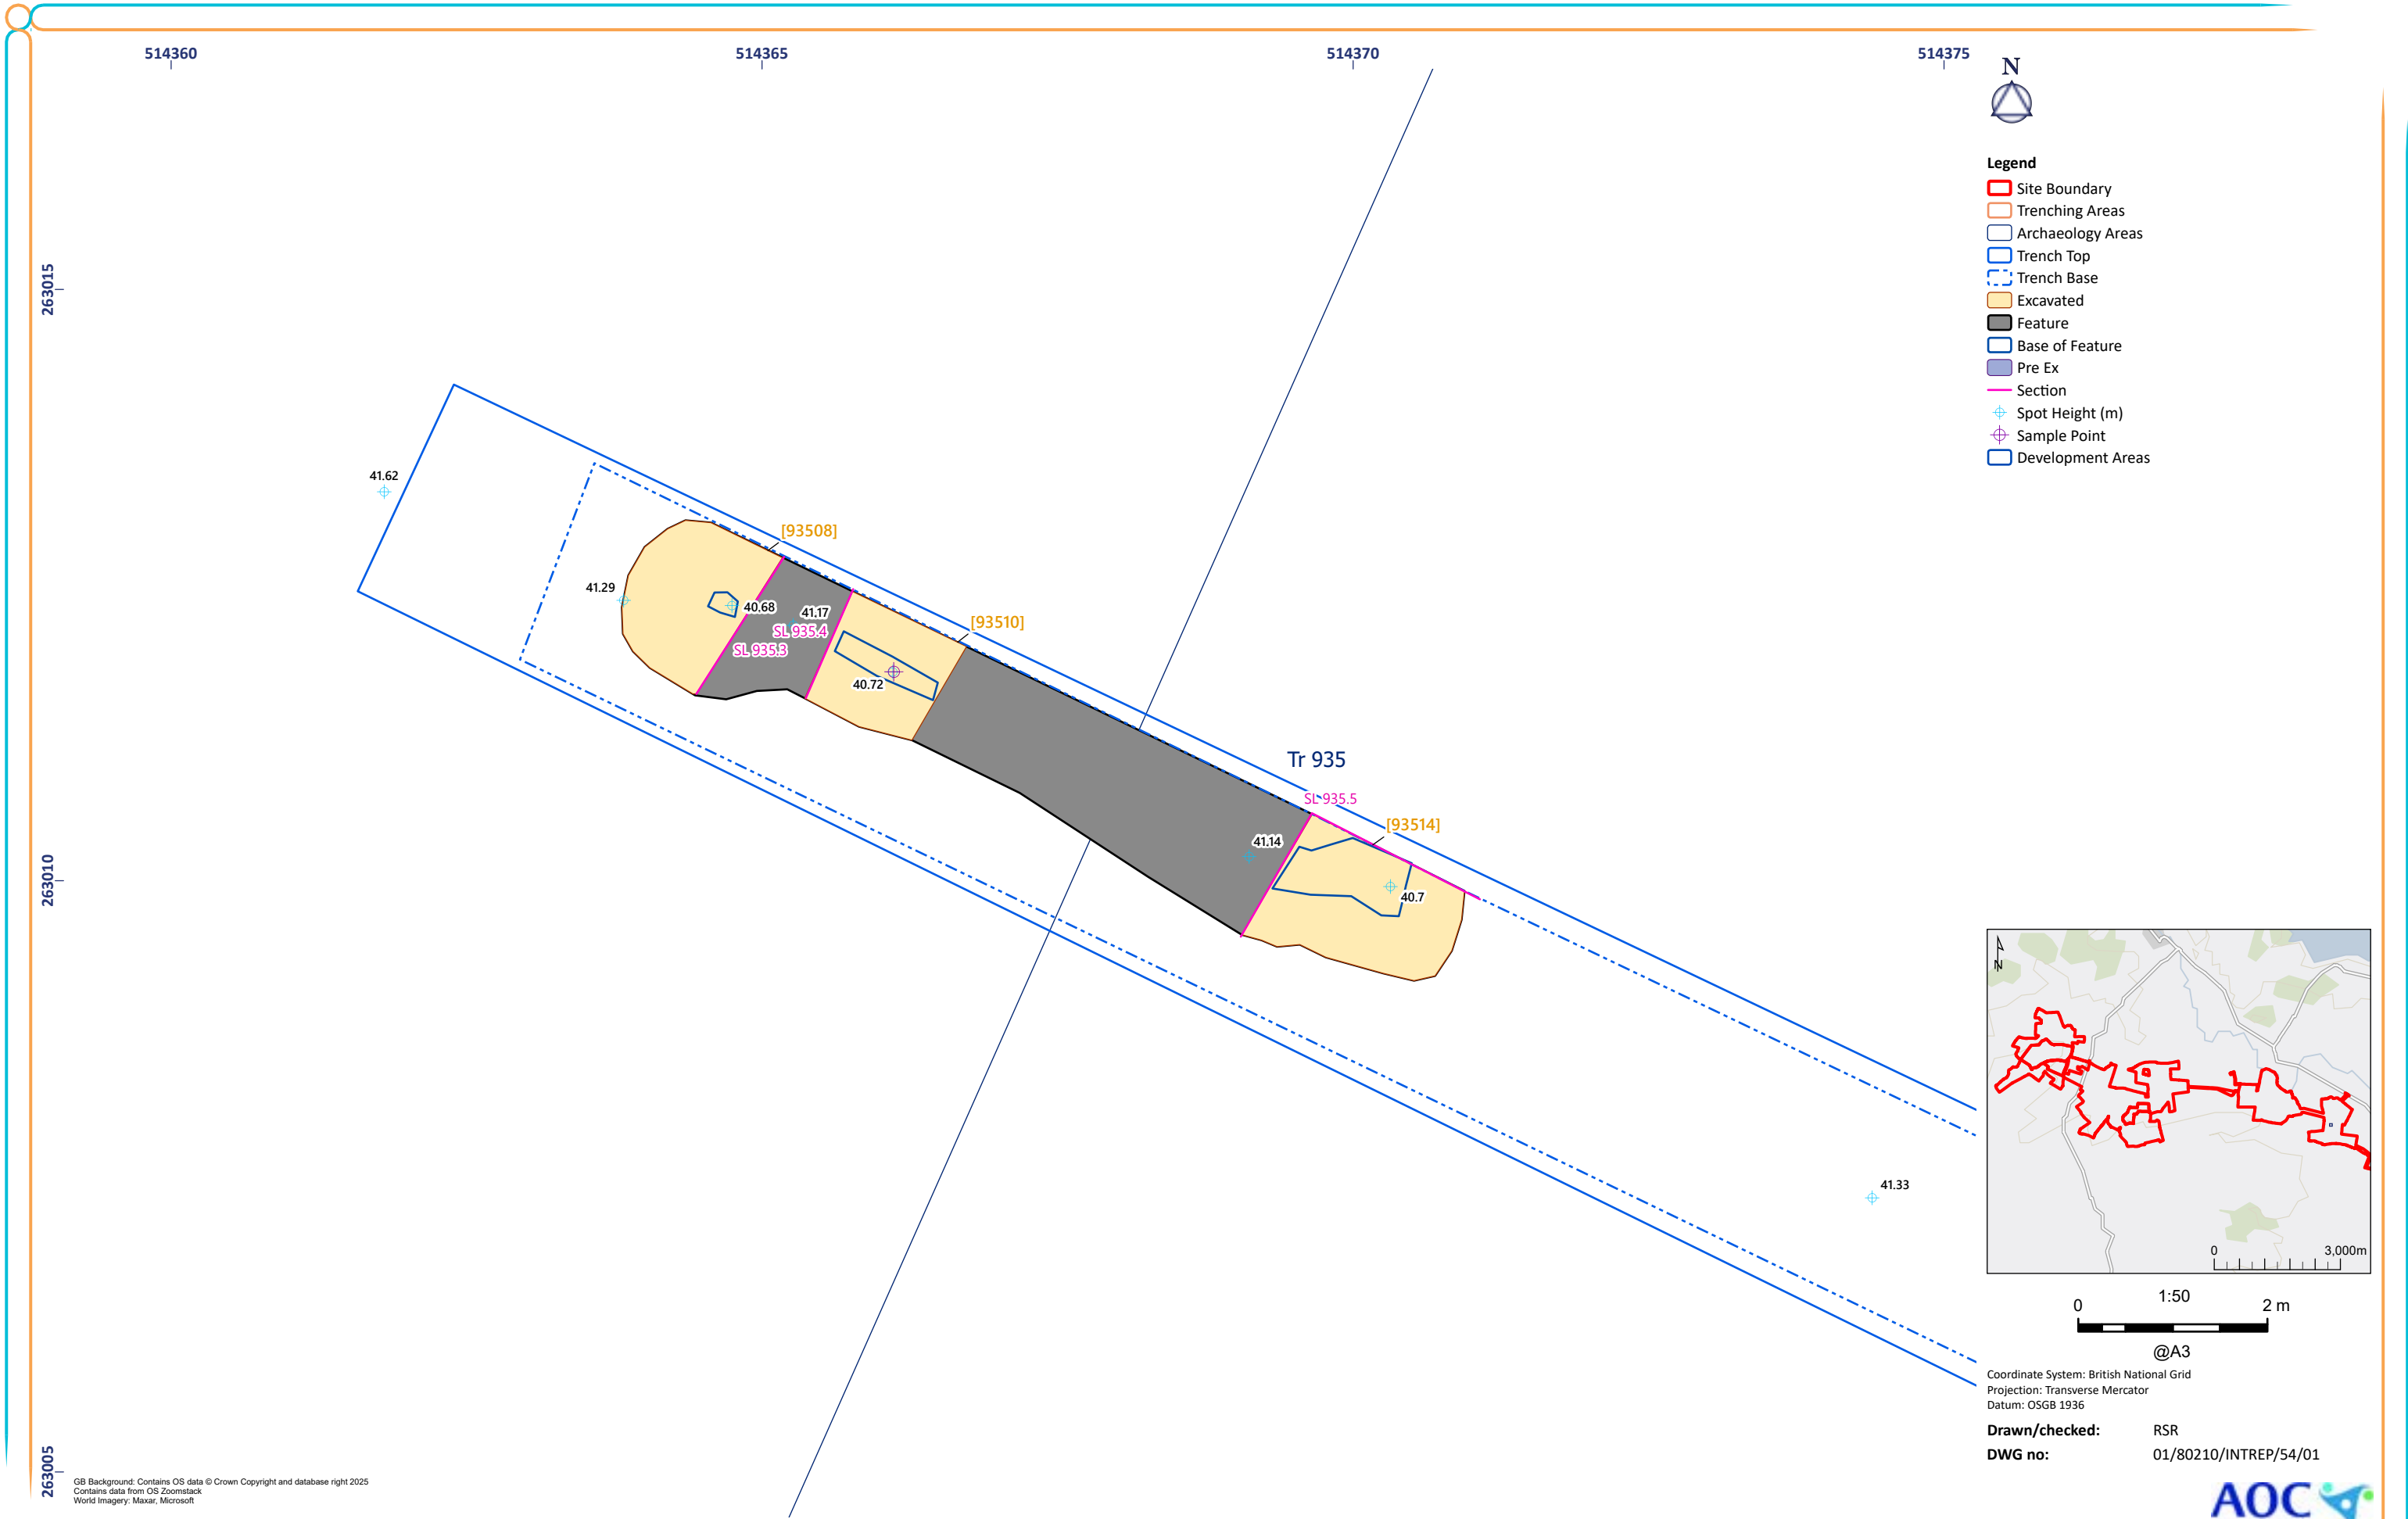 514360
514365
514370
514375
N
Legend
Site Boundary
Trenching Areas
Archaeology Areas
Trench Top
Trench Base
Excavated
Feature
Base of Feature
Pre Ex
Section
Spot Height (m)
Sample Point
Development Areas
263015
263010
263005
41.62
[93508]
41.29
40.68
41.17
SL 935.4
SL 935.3
[93510]
40.72
Tr 935
SL 935.5
[93514]
41.14
40.7
41.33
N
0 3,000m
1:50
0 2 m
@A3
Coordinate System: British National Grid
Projection: Transverse Mercator
Datum: OSGB 1936
Drawn/checked: RSR
DWG no: 01/80210/INTREP/54/01
GB Background: Contains OS data © Crown Copyright and database right 2025
Contains data from OS Zoomstack
World Imagery: Maxar, Microsoft
AOC